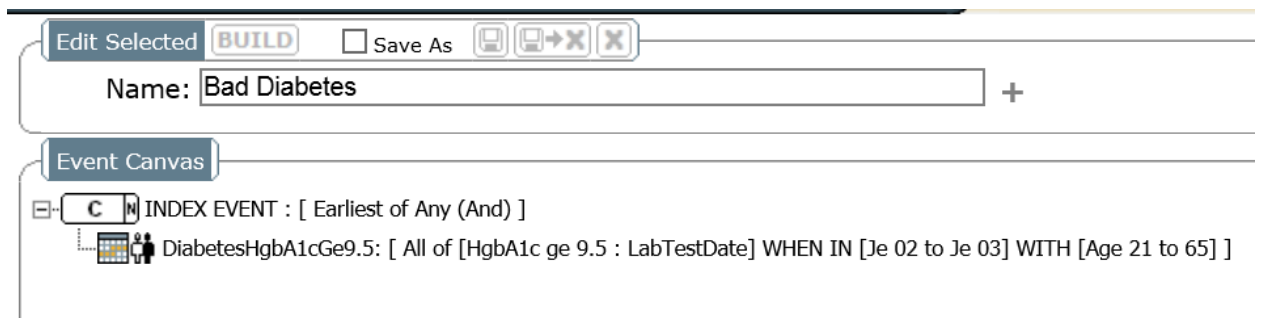 Edit Selected BUILD Save As
Name: Bad Diabetes
Event Canvas
C N INDEX EVENT : [ Earliest of Any (And) ]
DiabetesHgbA1cGe9.5: [ All of [HgbA1c ge 9.5 : LabTestDate] WHEN IN [Je 02 to Je 03] WITH [Age 21 to 65] ]